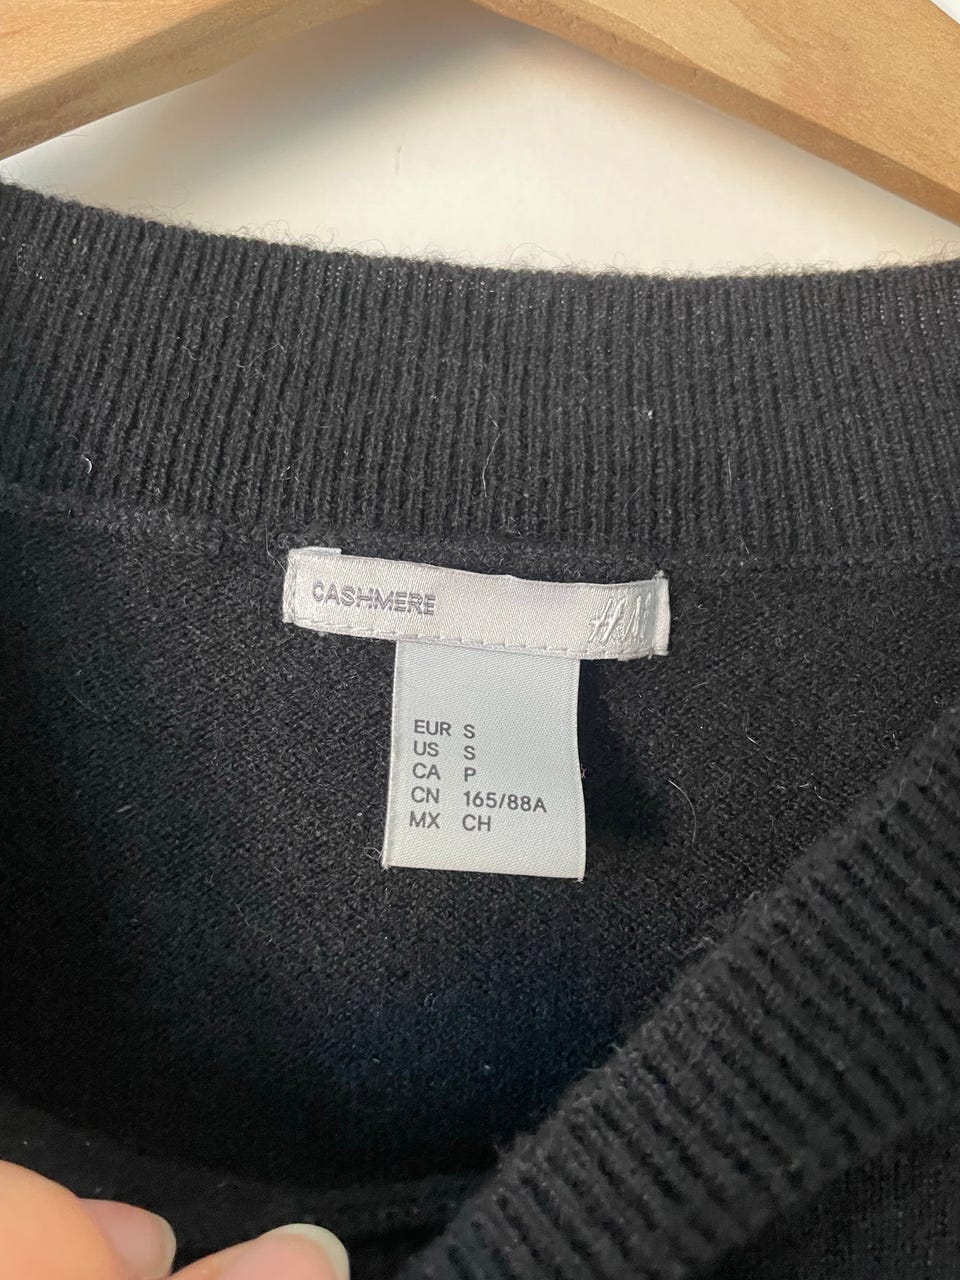 CASHMERE H&M
EUR S
US S
CA P
CN 165/88A
MX CH